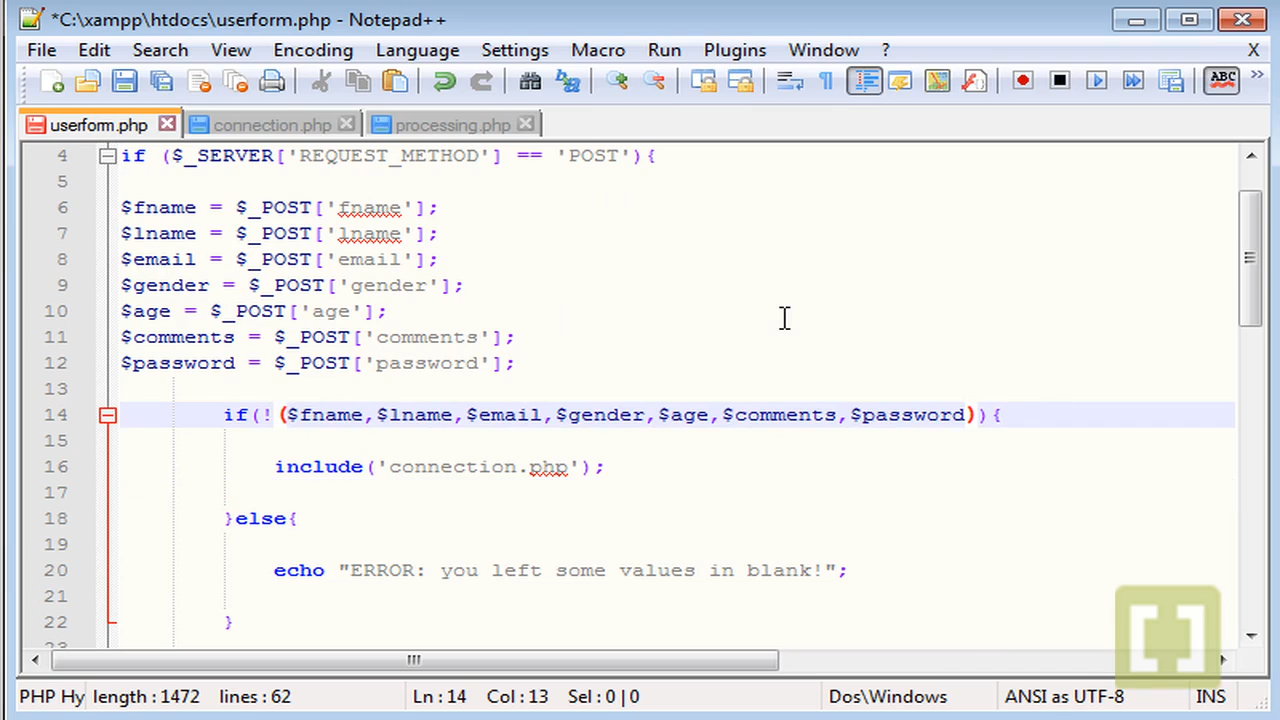 *C:\xampp\htdocs\userform.php - Notepad++
File Edit Search View Encoding Language Settings Macro Run Plugins Window ? X
ABC
userform.php connection.php processing.php
4 if ($_SERVER['REQUEST_METHOD'] == 'POST'){
5
6 $fname = $_POST['fname'];
7 $lname = $_POST['lname'];
8 $email = $_POST['email'];
9 $gender = $_POST['gender'];
10 $age = $_POST['age'];
11 $comments = $_POST['comments'];
12 $password = $_POST['password'];
13
14 if(!($fname,$lname,$email,$gender,$age,$comments,$password)){
15
16 include('connection.php');
17
18 }else{
19
20 echo "ERROR: you left some values in blank!";
21
22 }
23
PHP Hy length : 1472 lines : 62 Ln : 14 Col : 13 Sel : 0 | 0 Dos\Windows ANSI as UTF-8 INS